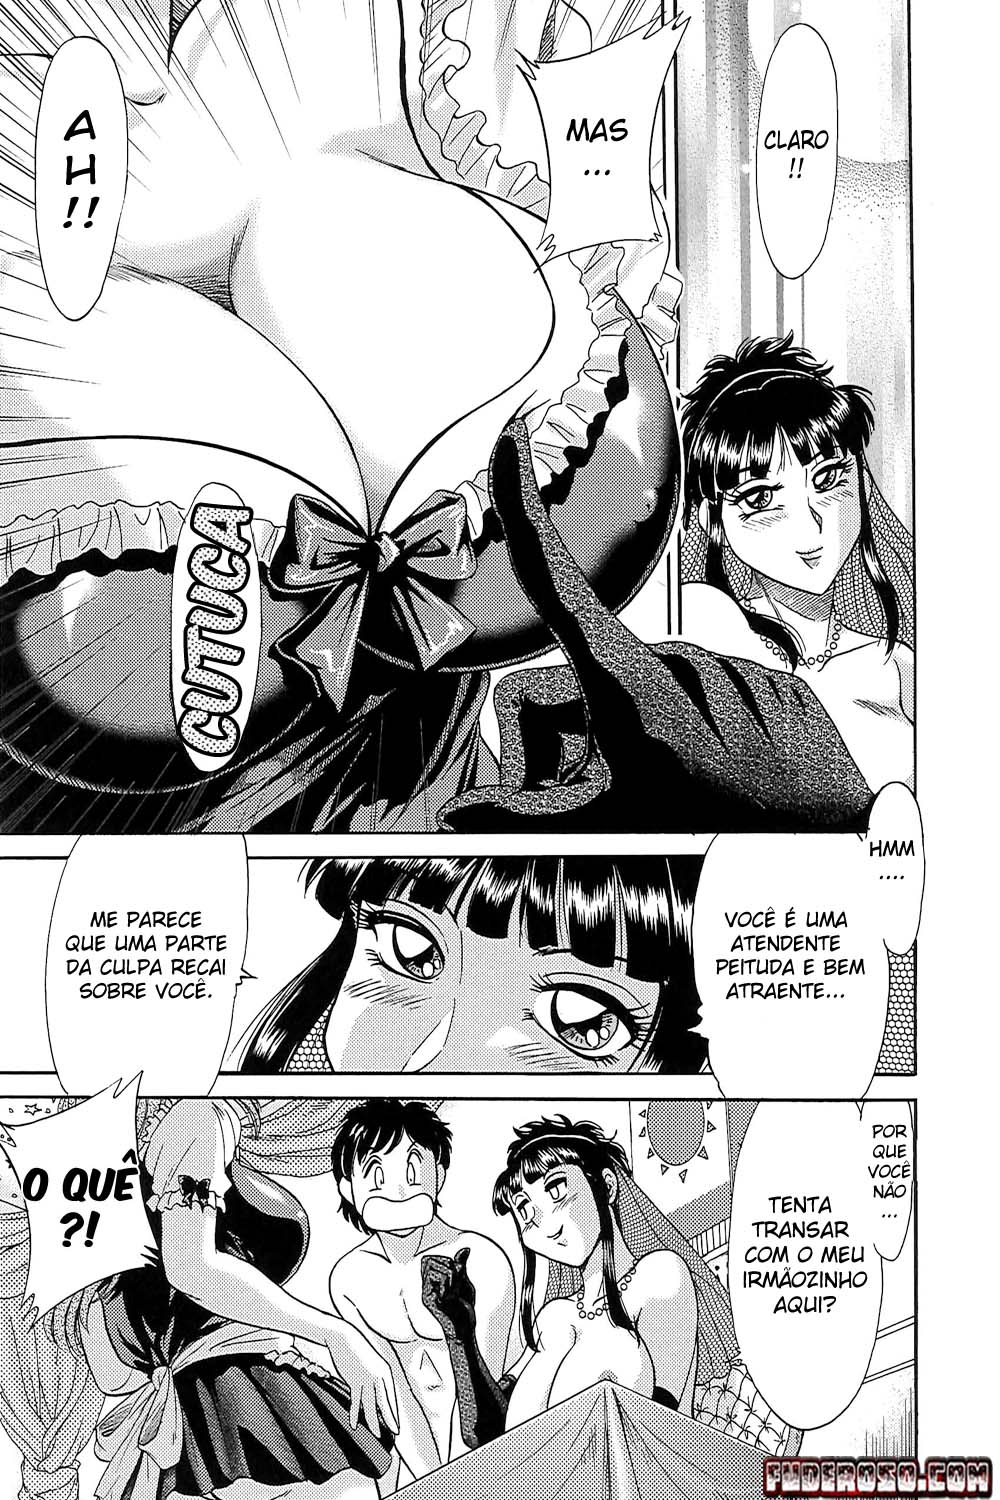 CLARO
!!
MAS
...
A
H!!
CUTUCA
HMM
....
VOCÊ É UMA
ATENDENTE
PEITUDA E BEM
ATRAENTE...
ME PARECE
QUE UMA PARTE
DA CULPA RECAI
SOBRE VOCÊ.
POR
QUE
VOCÊ
NÃO
...
TENTA
TRANSAR
COM O MEU
IRMÃOZINHO
AQUI?
O QUÊ
?!
FUDEROSO.COM